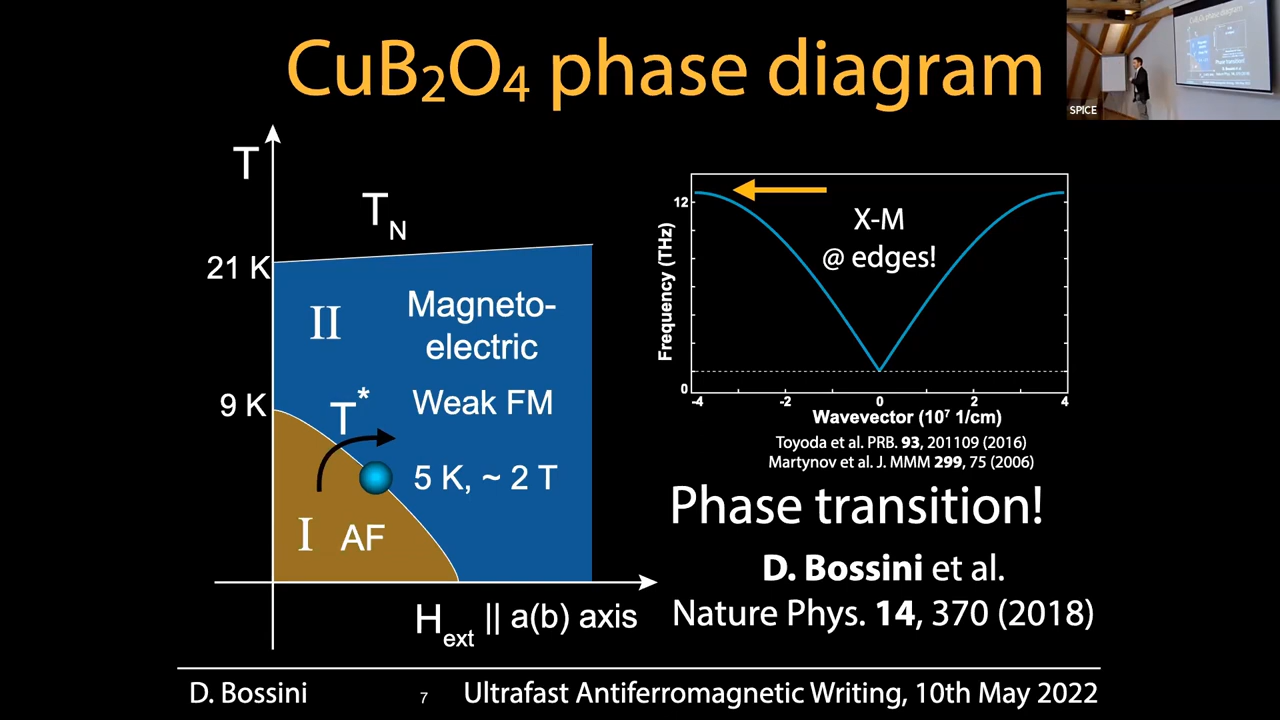 CuB₂O₄ phase diagram
SPICE
T
T_N
21 K
II
Magneto-
electric
9 K
T*
Weak FM
5 K, ~ 2 T
I
AF
H_ext || a(b) axis
Frequency (THz)
12
0
X-M
@ edges!
-4
-2
0
2
4
Wavevector (10⁷ 1/cm)
Toyoda et al. PRB. 93, 201109 (2016)
Martynov et al. J. MMM 299, 75 (2006)
Phase transition!
D. Bossini et al.
Nature Phys. 14, 370 (2018)
D. Bossini
7
Ultrafast Antiferromagnetic Writing, 10th May 2022